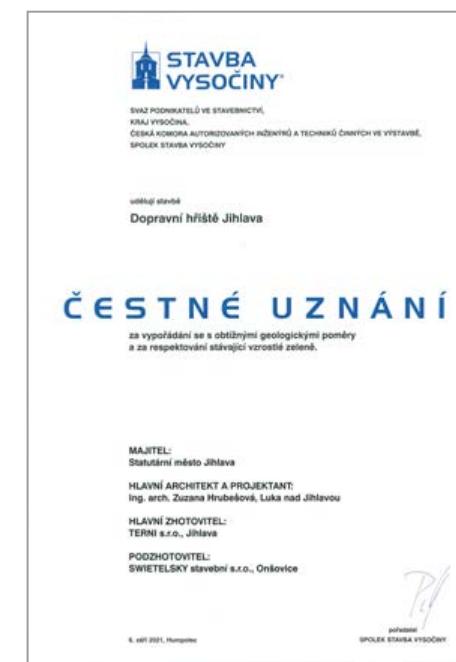 STAVBA
VYSOČINY
SVAZ PODNIKATELŮ VE STAVEBNICTVÍ,
KRAJ VYSOČINA,
ČESKÁ KOMORA AUTORIZOVANÝCH INŽENÝRŮ A TECHNIKŮ ČINNÝCH VE VÝSTAVBĚ,
SPOLEK STAVBA VYSOČINY
udělují stavbě
Dopravní hřiště Jihlava
ČESTNÉ UZNÁNÍ
za vypořádání se s obtížnými geologickými poměry
a za respektování stávající vzrostlé zeleně.
MAJITEL:
Statutární město Jihlava
HLAVNÍ ARCHITEKT A PROJEKTANT:
Ing. arch. Zuzana Hrubešová, Luka nad Jihlavou
HLAVNÍ ZHOTOVITEL:
TERNI s.r.o., Jihlava
PODZHOTOVITEL:
SWIETELSKY stavební s.r.o., Onšovice
6. září 2021, Humpolec
pořadatel
SPOLEK STAVBA VYSOČINY